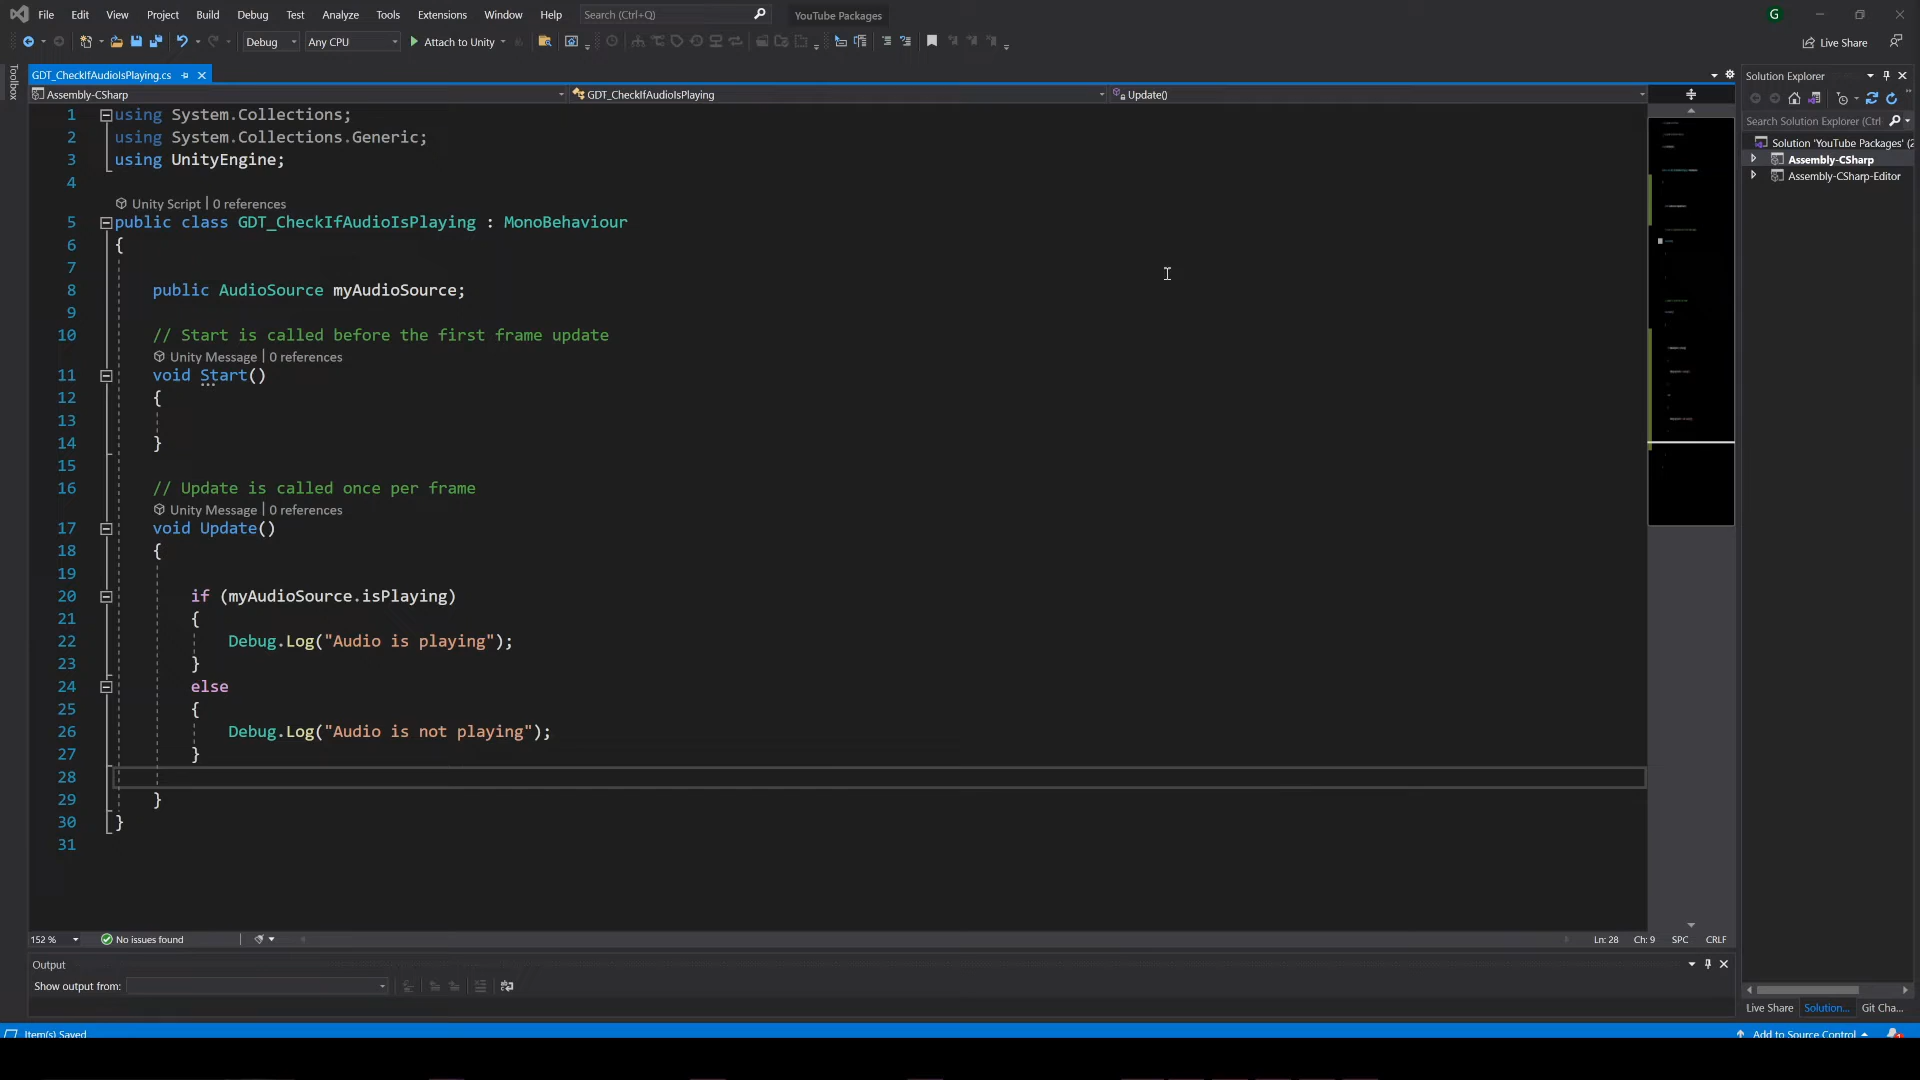 File Edit View Project Build Debug Test Analyze Tools Extensions Window Help Search (Ctrl+Q) YouTube Packages G
Debug Any CPU Attach to Unity Live Share
Toolbox
GDT_CheckIfAudioIsPlaying.cs
Assembly-CSharp GDT_CheckIfAudioIsPlaying Update()
1 using System.Collections;
2 using System.Collections.Generic;
3 using UnityEngine;
4
Unity Script | 0 references
5 public class GDT_CheckIfAudioIsPlaying : MonoBehaviour
6 {
7
8 public AudioSource myAudioSource;
9
10 // Start is called before the first frame update
Unity Message | 0 references
11 void Start()
12 {
13
14 }
15
16 // Update is called once per frame
Unity Message | 0 references
17 void Update()
18 {
19
20 if (myAudioSource.isPlaying)
21 {
22 Debug.Log("Audio is playing");
23 }
24 else
25 {
26 Debug.Log("Audio is not playing");
27 }
28
29 }
30 }
31
152 % No issues found Ln: 28 Ch: 9 SPC CRLF
Output
Show output from:
Solution Explorer
Search Solution Explorer (Ctrl
Solution 'YouTube Packages' (2
Assembly-CSharp
Assembly-CSharp-Editor
Live Share Solution... Git Cha...
Item(s) Saved Add to Source Control